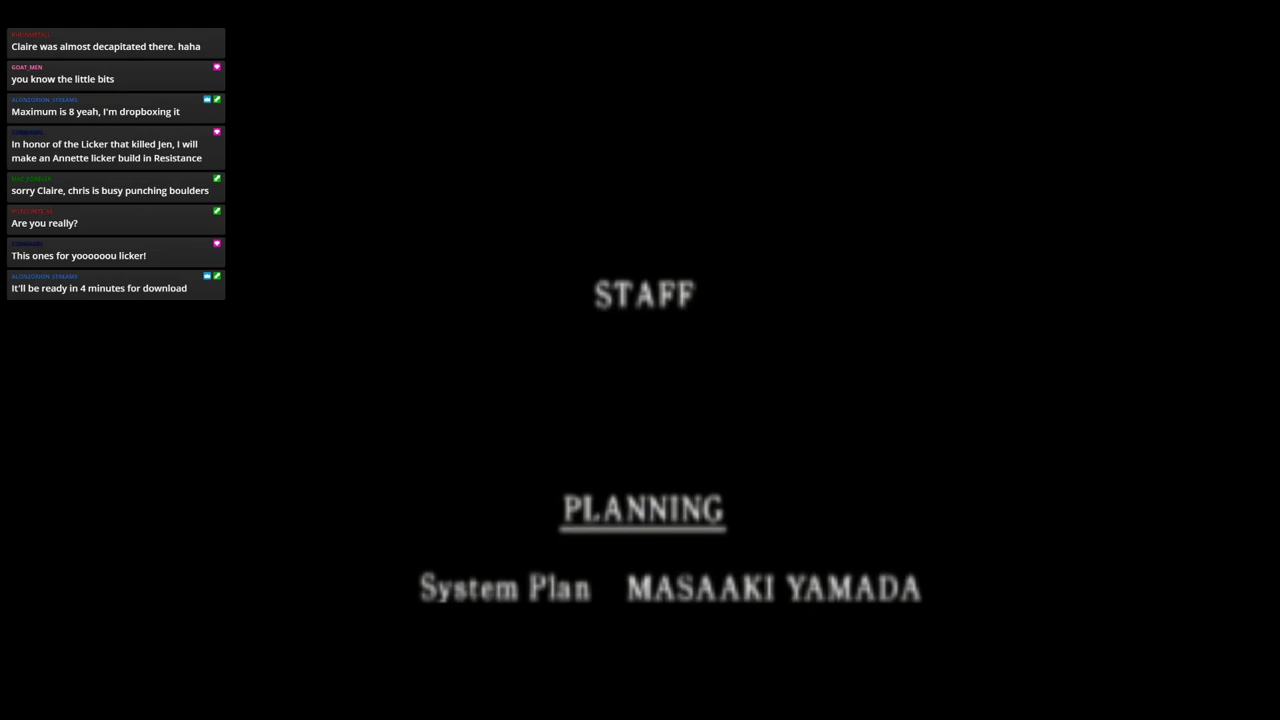 Claire was almost decapitated there. haha
GOAT_MEN
you know the little bits
ALONZORION_STREAMS
Maximum is 8 yeah, I'm dropboxing it
In honor of the Licker that killed Jen, I will
make an Annette licker build in Resistance
sorry Claire, chris is busy punching boulders
Are you really?
This ones for yoooooou licker!
ALONZORION_STREAMS
It'll be ready in 4 minutes for download
STAFF
PLANNING
System Plan MASAAKI YAMADA